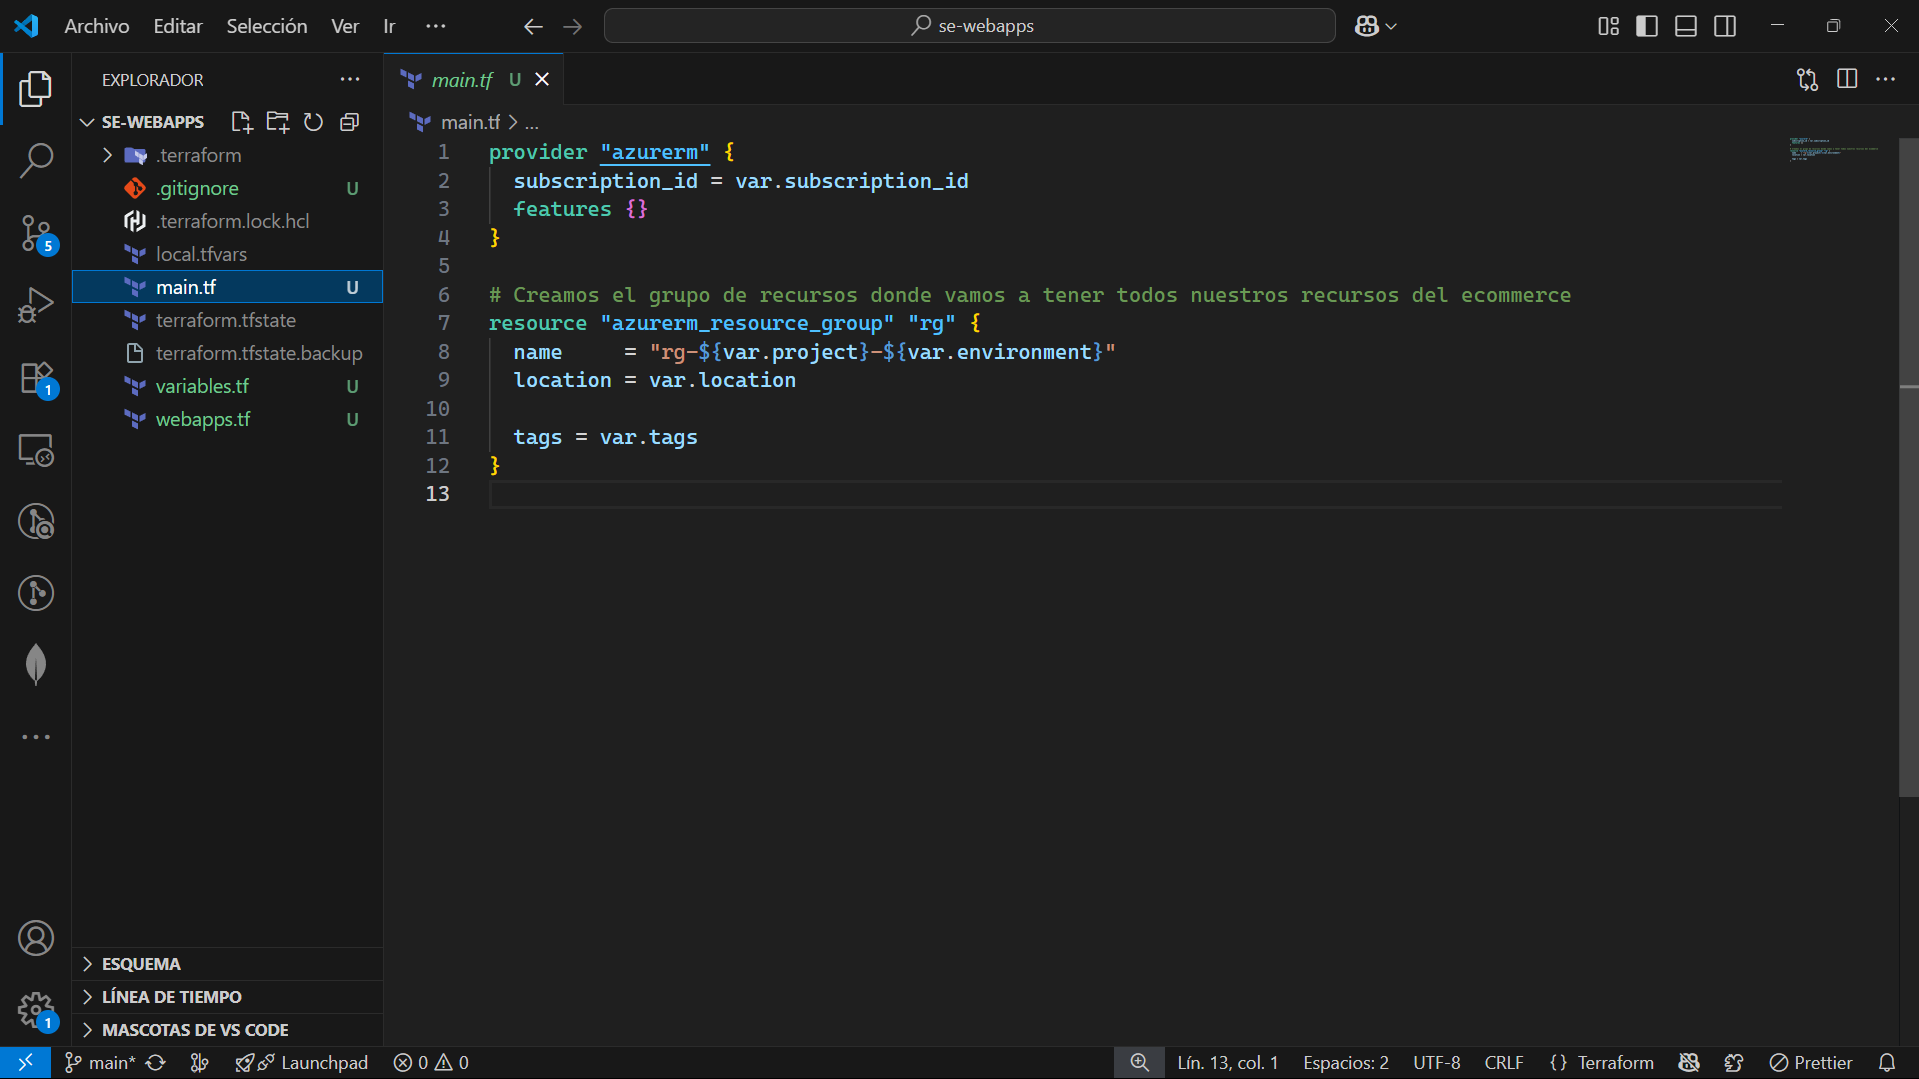 Archivo Editar Selección Ver Ir ··· se-webapps
EXPLORADOR
SE-WEBAPPS
.terraform
.gitignore U
.terraform.lock.hcl
local.tfvars
main.tf U
terraform.tfstate
terraform.tfstate.backup
variables.tf U
webapps.tf U
5
1
ESQUEMA
LÍNEA DE TIEMPO
MASCOTAS DE VS CODE
1
main.tf U
main.tf > ...
1 provider "azurerm" {
2 subscription_id = var.subscription_id
3 features {}
4 }
5
6 # Creamos el grupo de recursos donde vamos a tener todos nuestros recursos del ecommerce
7 resource "azurerm_resource_group" "rg" {
8 name     = "rg-${var.project}-${var.environment}"
9 location = var.location
10
11 tags = var.tags
12 }
13
main* Launchpad 0 0 Lín. 13, col. 1 Espacios: 2 UTF-8 CRLF {} Terraform Prettier